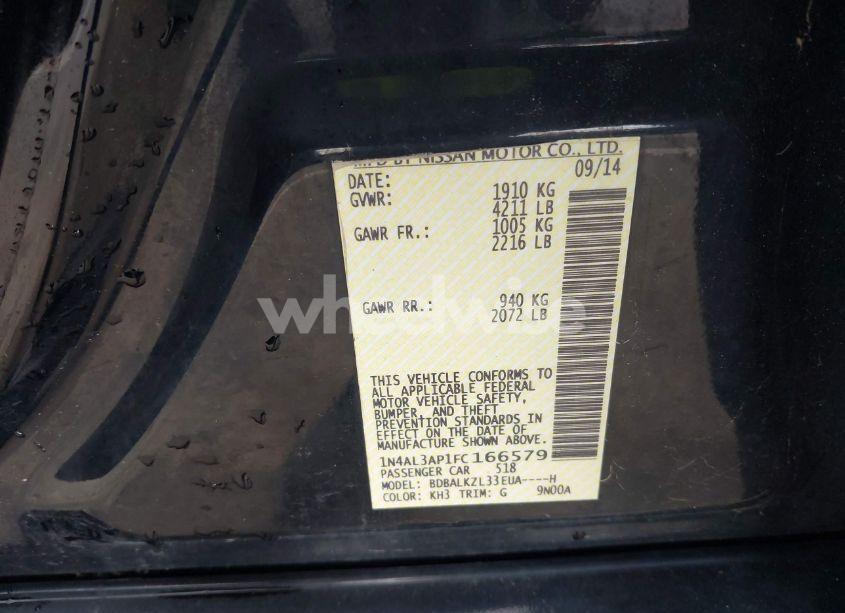 MFD BY NISSAN MOTOR CO., LTD.
DATE: 09/14
GVWR: 1910 KG
4211 LB
GAWR FR.: 1005 KG
2216 LB
GAWR RR.: 940 KG
2072 LB
wheelwise
THIS VEHICLE CONFORMS TO
ALL APPLICABLE FEDERAL
MOTOR VEHICLE SAFETY,
BUMPER, AND THEFT
PREVENTION STANDARDS IN
EFFECT ON THE DATE OF
MANUFACTURE SHOWN ABOVE.
1N4AL3AP1FC166579
PASSENGER CAR 518
MODEL: BDBALKZL33EUA----H
COLOR: KH3 TRIM: G 9N00A